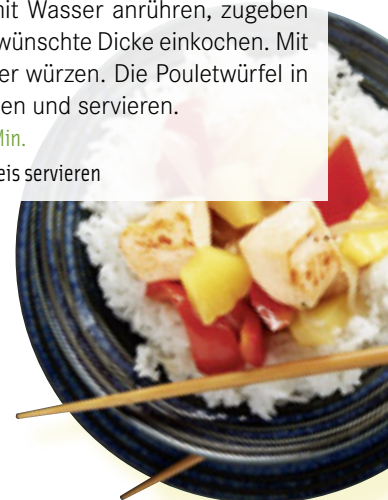 mit Wasser anrühren, zugeben
wünschte Dicke einkochen. Mit
er würzen. Die Pouletwürfel in
en und servieren.
Min.
eis servieren